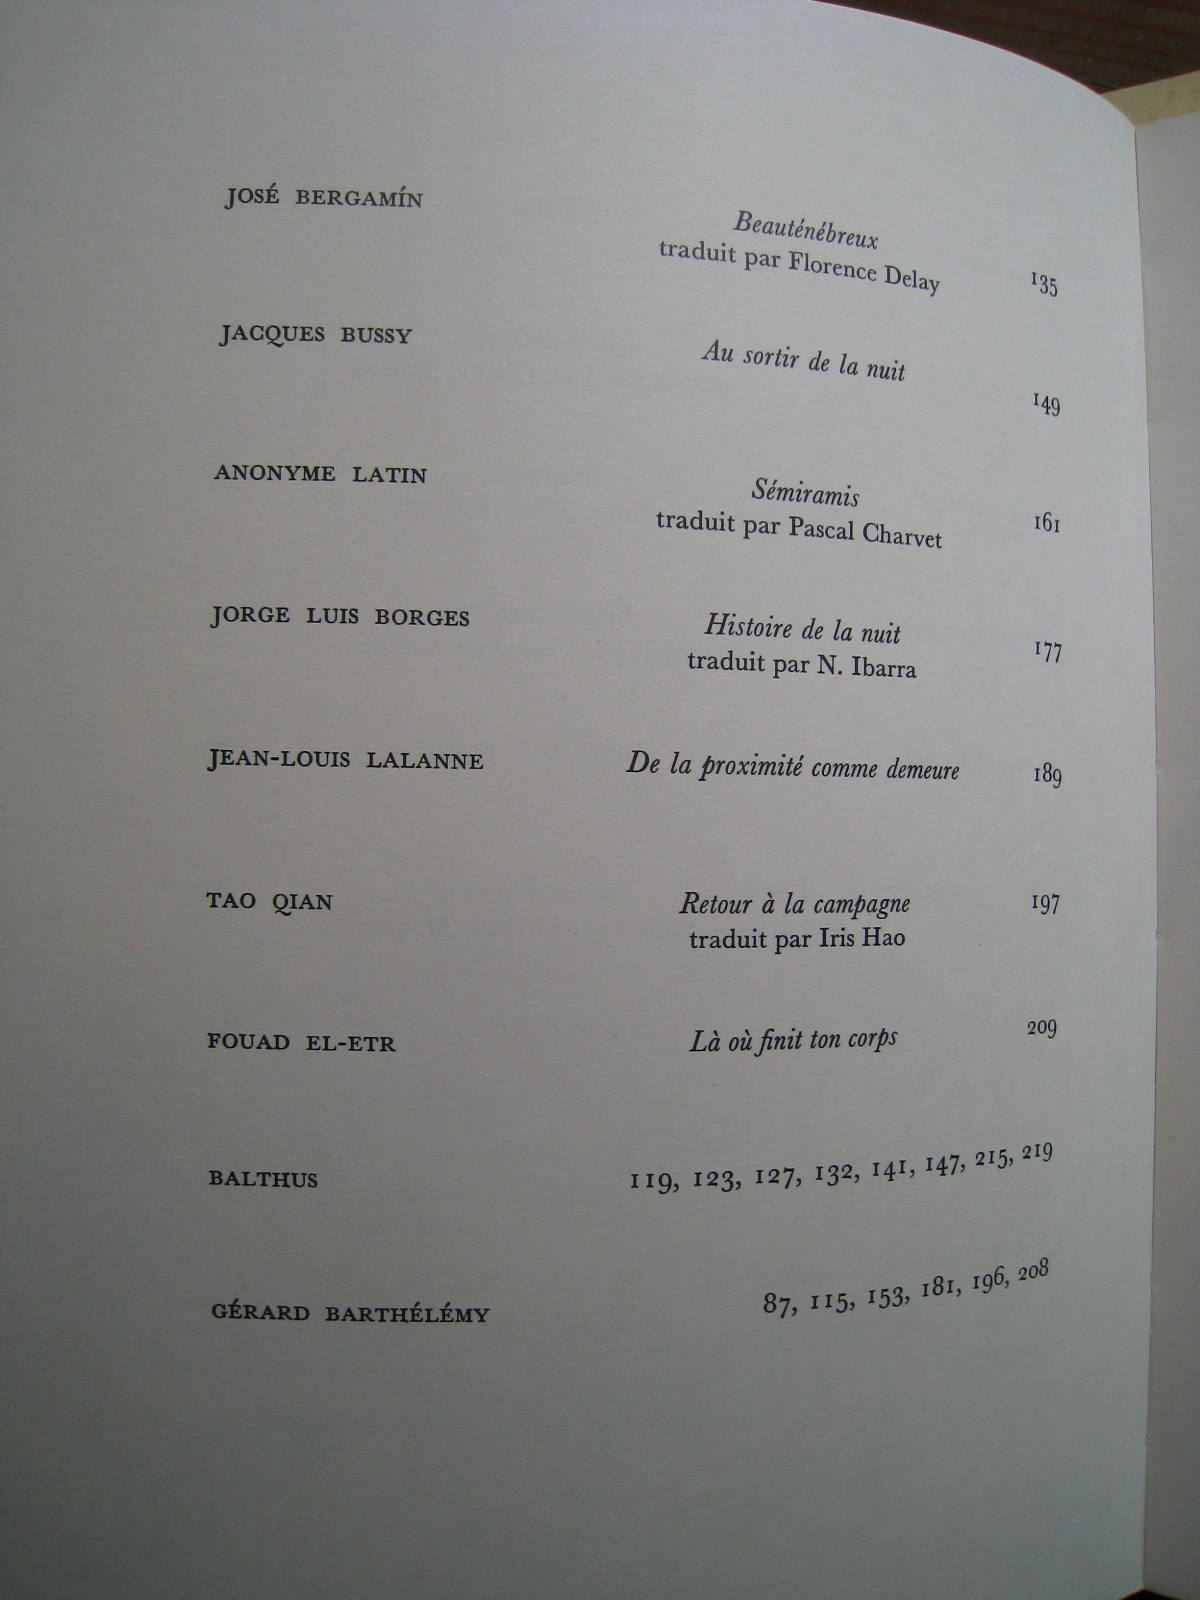 JOSÉ BERGAMÍN
Beauténébreux
traduit par Florence Delay 135
JACQUES BUSSY
Au sortir de la nuit
149
ANONYME LATIN
Sémiramis
traduit par Pascal Charvet 161
JORGE LUIS BORGES
Histoire de la nuit
traduit par N. Ibarra 177
JEAN-LOUIS LALANNE De la proximité comme demeure 189
TAO QIAN Retour à la campagne 197
traduit par Iris Hao
FOUAD EL-ETR Là où finit ton corps 209
BALTHUS 119, 123, 127, 132, 141, 147, 215, 219
GÉRARD BARTHÉLÉMY 87, 115, 153, 181, 196, 208